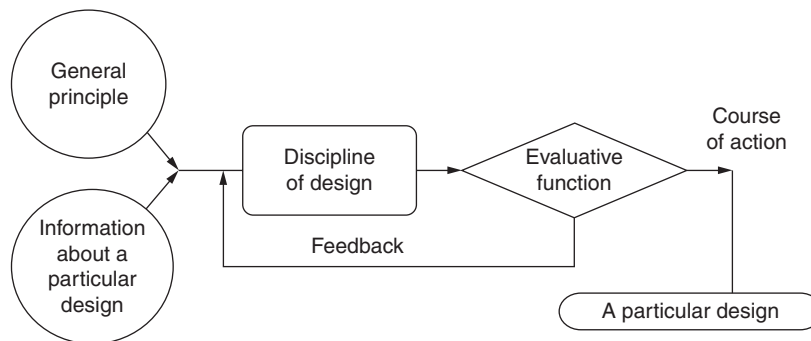 General
principle
Information
about a
particular
design
Discipline
of design
Feedback
Evaluative
function
Course
of action
A particular design